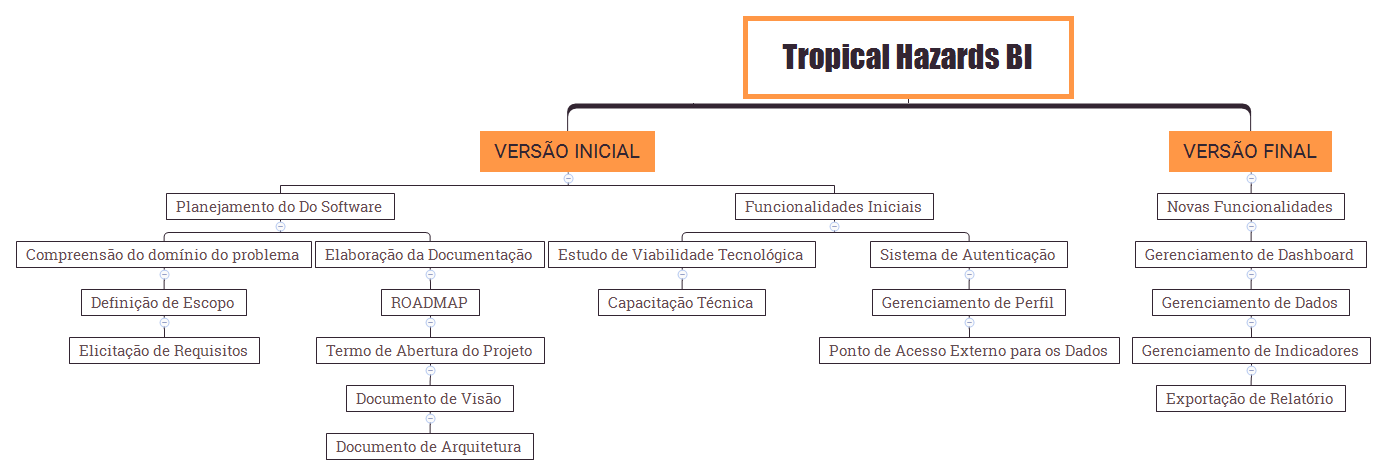 Tropical Hazards BI
VERSÃO INICIAL
VERSÃO FINAL
Planejamento do Do Software
Funcionalidades Iniciais
Novas Funcionalidades
Compreensão do domínio do problema
Elaboração da Documentação
Estudo de Viabilidade Tecnológica
Sistema de Autenticação
Gerenciamento de Dashboard
Definição de Escopo
ROADMAP
Capacitação Técnica
Gerenciamento de Perfil
Gerenciamento de Dados
Elicitação de Requisitos
Termo de Abertura do Projeto
Ponto de Acesso Externo para os Dados
Gerenciamento de Indicadores
Documento de Visão
Exportação de Relatório
Documento de Arquitetura